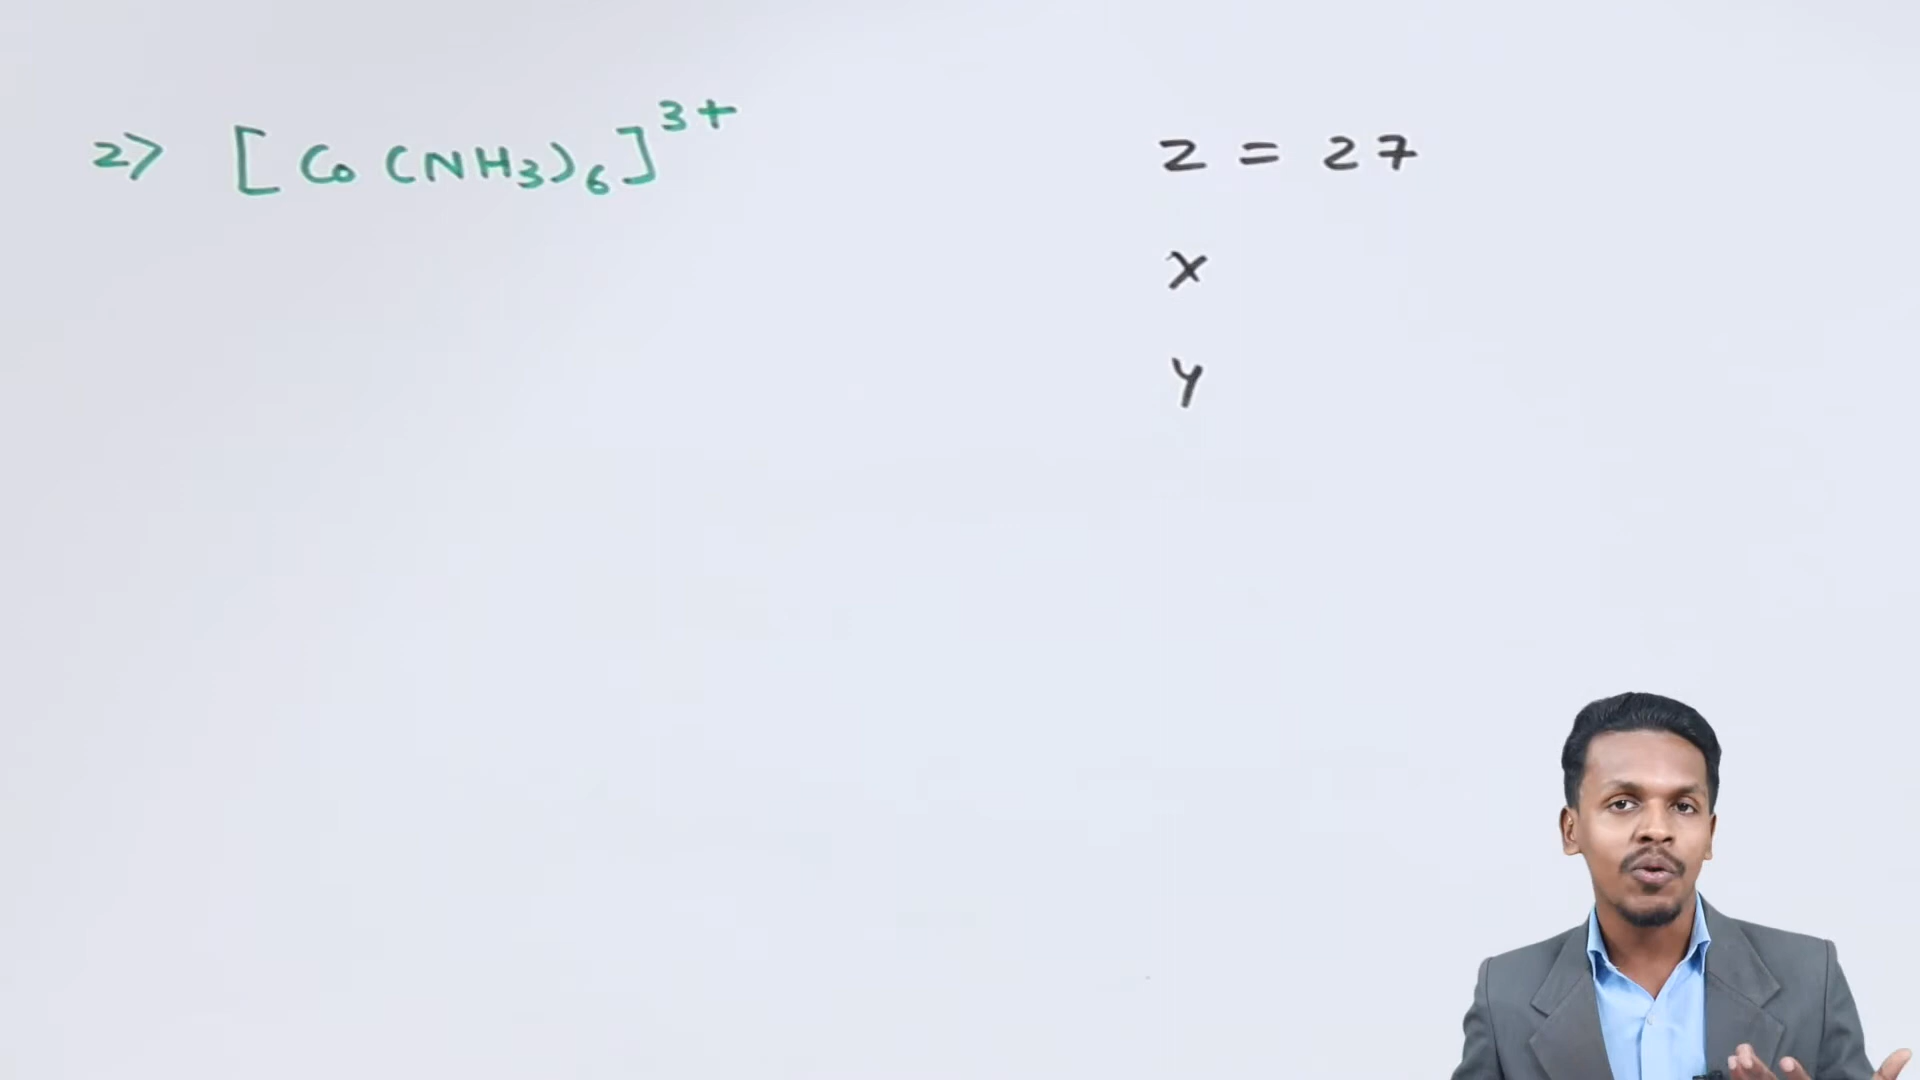 2> [Co(NH3)6]3+
Z = 27
X
Y